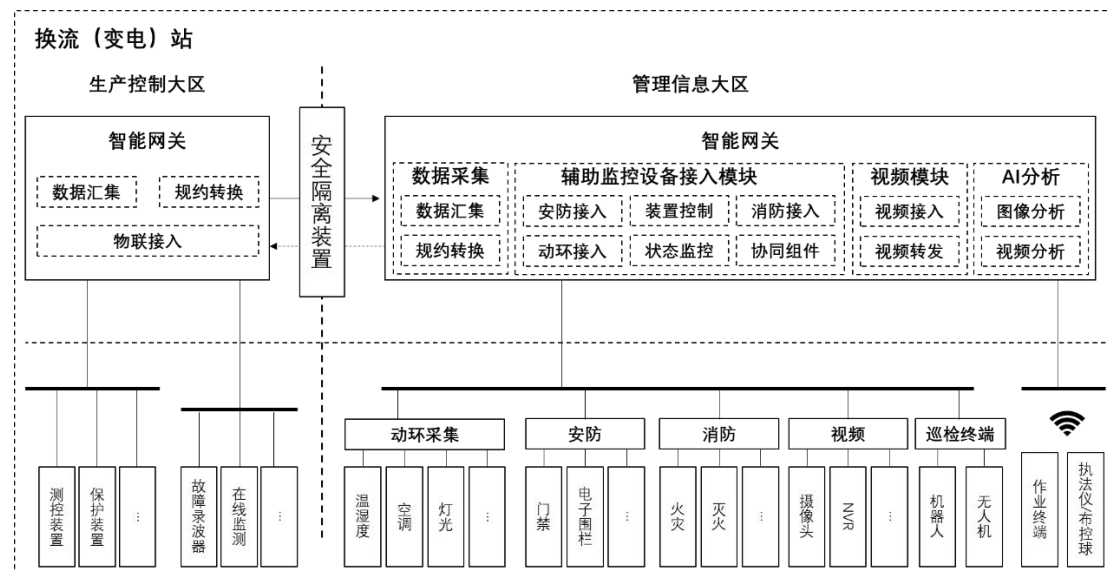 换流（变电）站
生产控制大区
管理信息大区
智能网关
数据汇集
规约转换
物联接入
安全隔离装置
智能网关
数据采集
数据汇集
规约转换
辅助监控设备接入模块
安防接入
装置控制
消防接入
动环接入
状态监控
协同组件
视频模块
视频接入
视频转发
AI分析
图像分析
视频分析
测控装置
保护装置
...
故障录波器
在线监测
...
动环采集
温湿度
空调
灯光
...
安防
门禁
电子围栏
...
消防
火灾
灭火
...
视频
摄像头
NVR
...
巡检终端
机器人
无人机
作业终端
执法仪/布控球